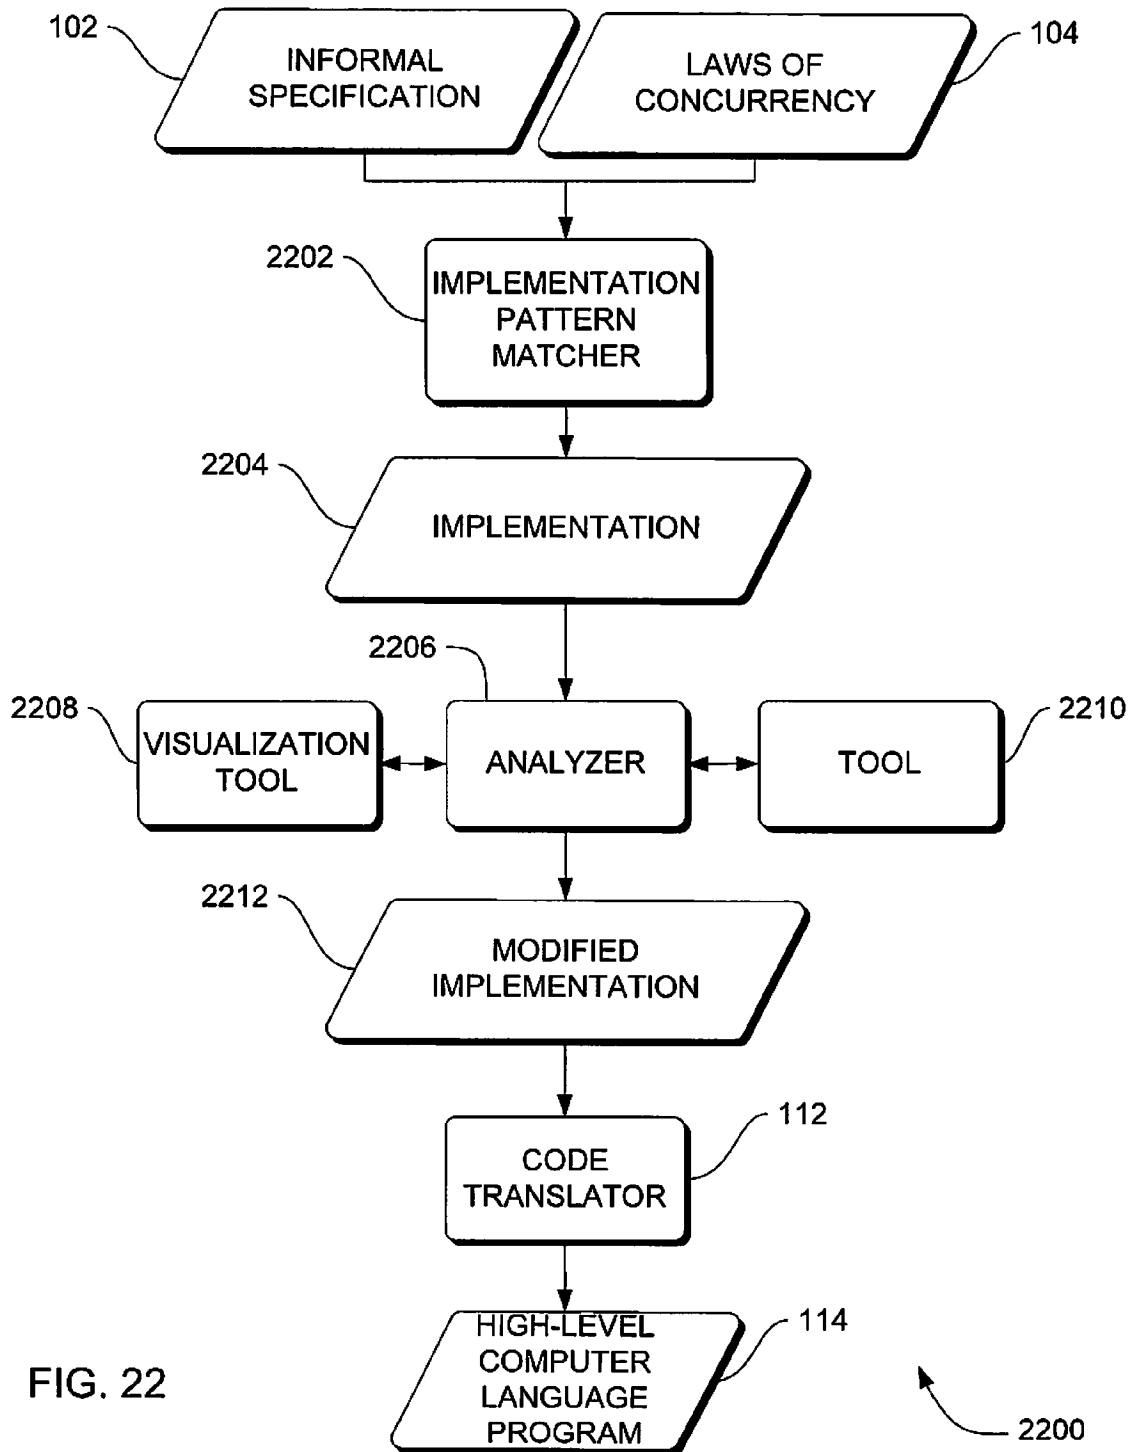 102
INFORMAL
SPECIFICATION
LAWS OF
CONCURRENCY
104
2202
IMPLEMENTATION
PATTERN
MATCHER
2204
IMPLEMENTATION
2206
2208
VISUALIZATION
TOOL
ANALYZER
TOOL
2210
2212
MODIFIED
IMPLEMENTATION
112
CODE
TRANSLATOR
114
HIGH-LEVEL
COMPUTER
LANGUAGE
PROGRAM
FIG. 22
2200